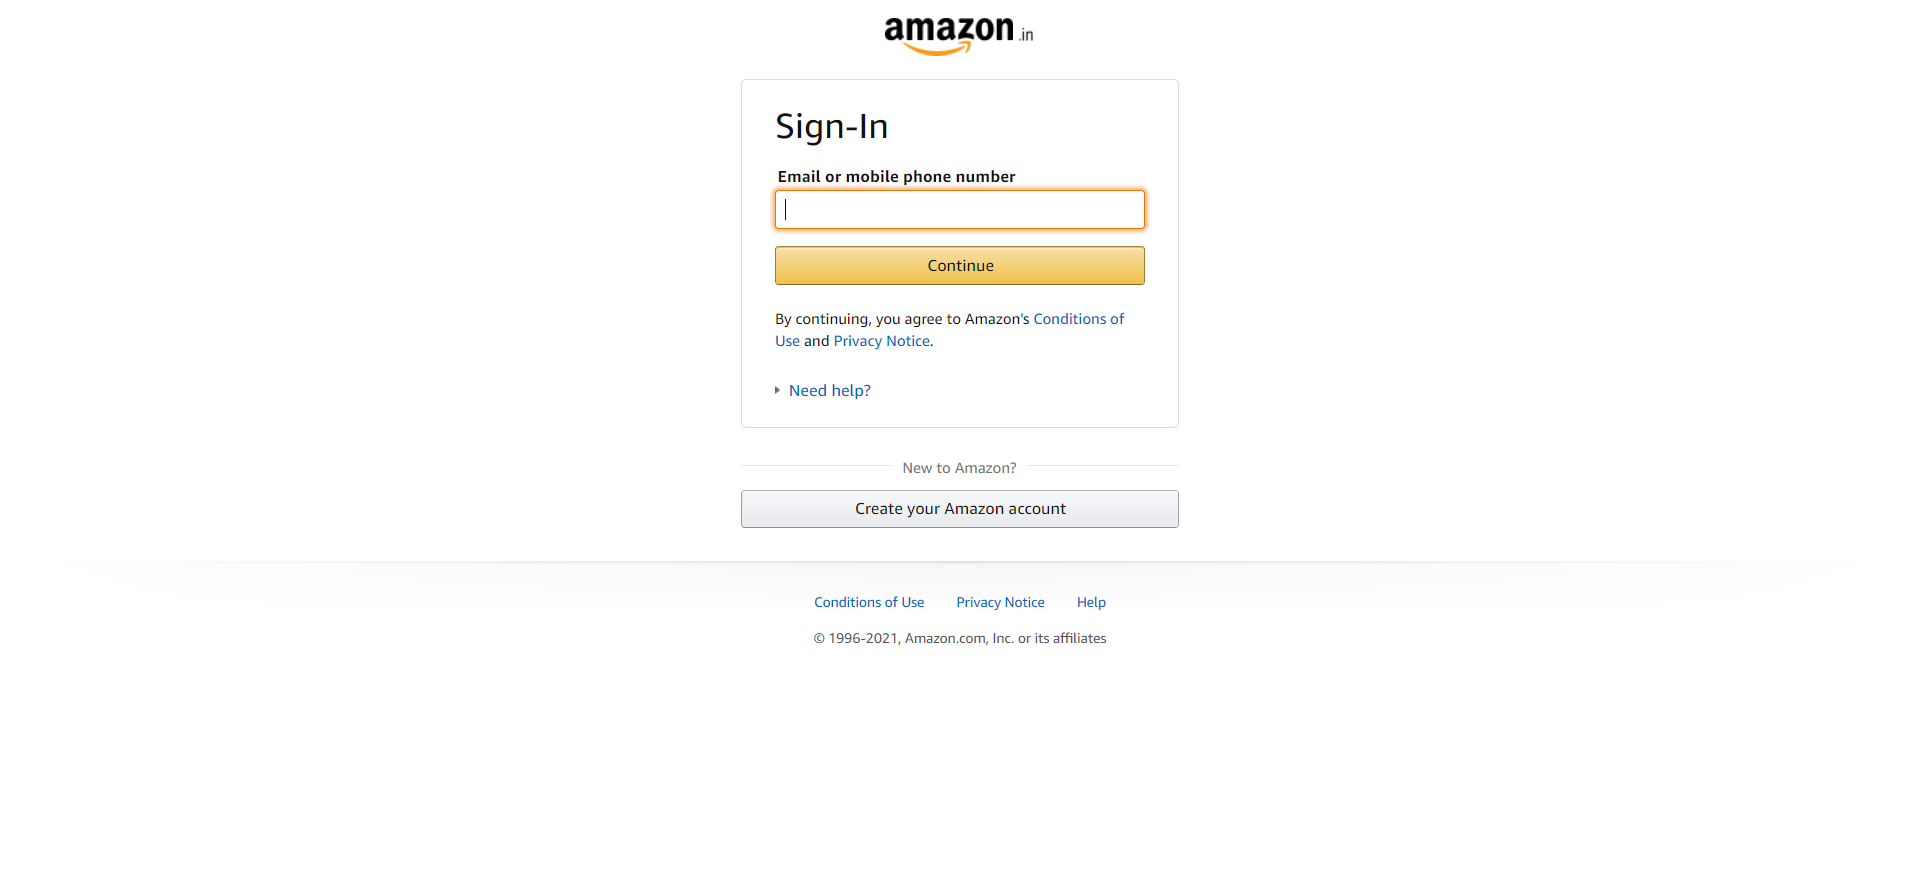 amazon.in
Sign-In
Email or mobile phone number
Continue
By continuing, you agree to Amazon's Conditions of
Use and Privacy Notice.
Need help?
New to Amazon?
Create your Amazon account
Conditions of Use Privacy Notice Help
© 1996-2021, Amazon.com, Inc. or its affiliates